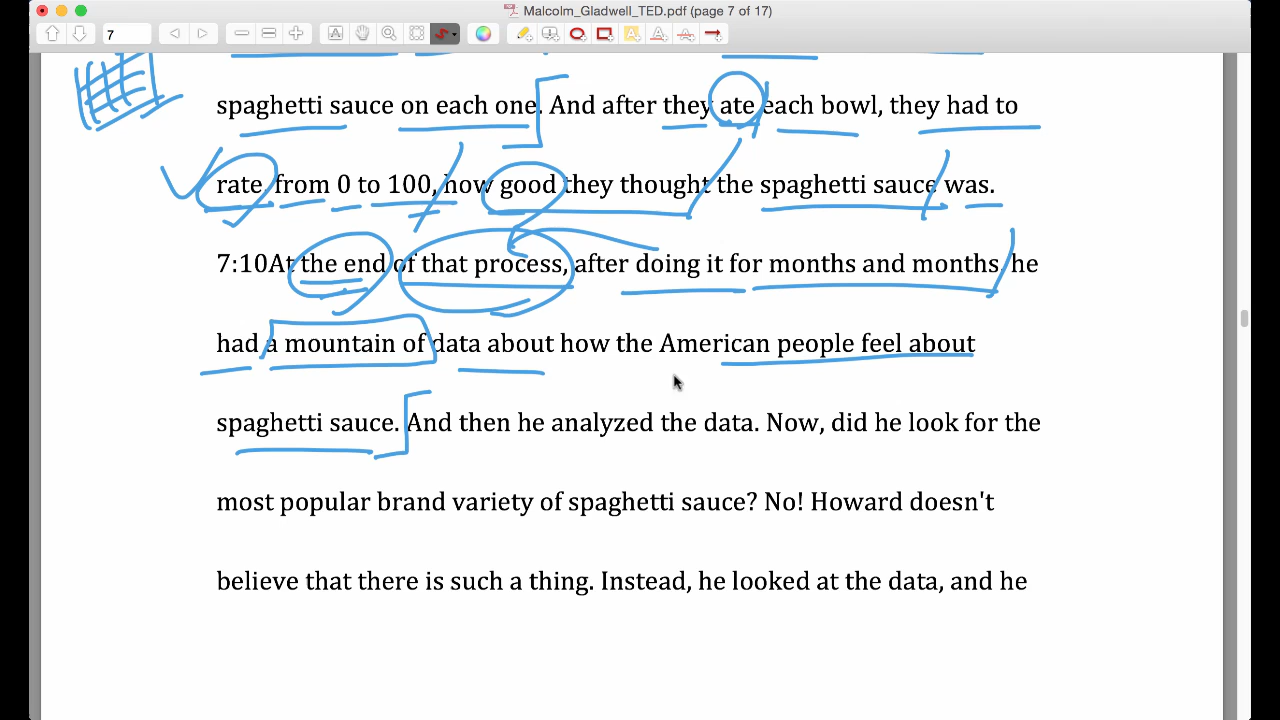 Malcolm_Gladwell_TED.pdf (page 7 of 17)
7
spaghetti sauce on each one. And after they ate each bowl, they had to
rate, from 0 to 100, how good they thought the spaghetti sauce was.
7:10At the end of that process, after doing it for months and months, he
had a mountain of data about how the American people feel about
spaghetti sauce. And then he analyzed the data. Now, did he look for the
most popular brand variety of spaghetti sauce? No! Howard doesn't
believe that there is such a thing. Instead, he looked at the data, and he